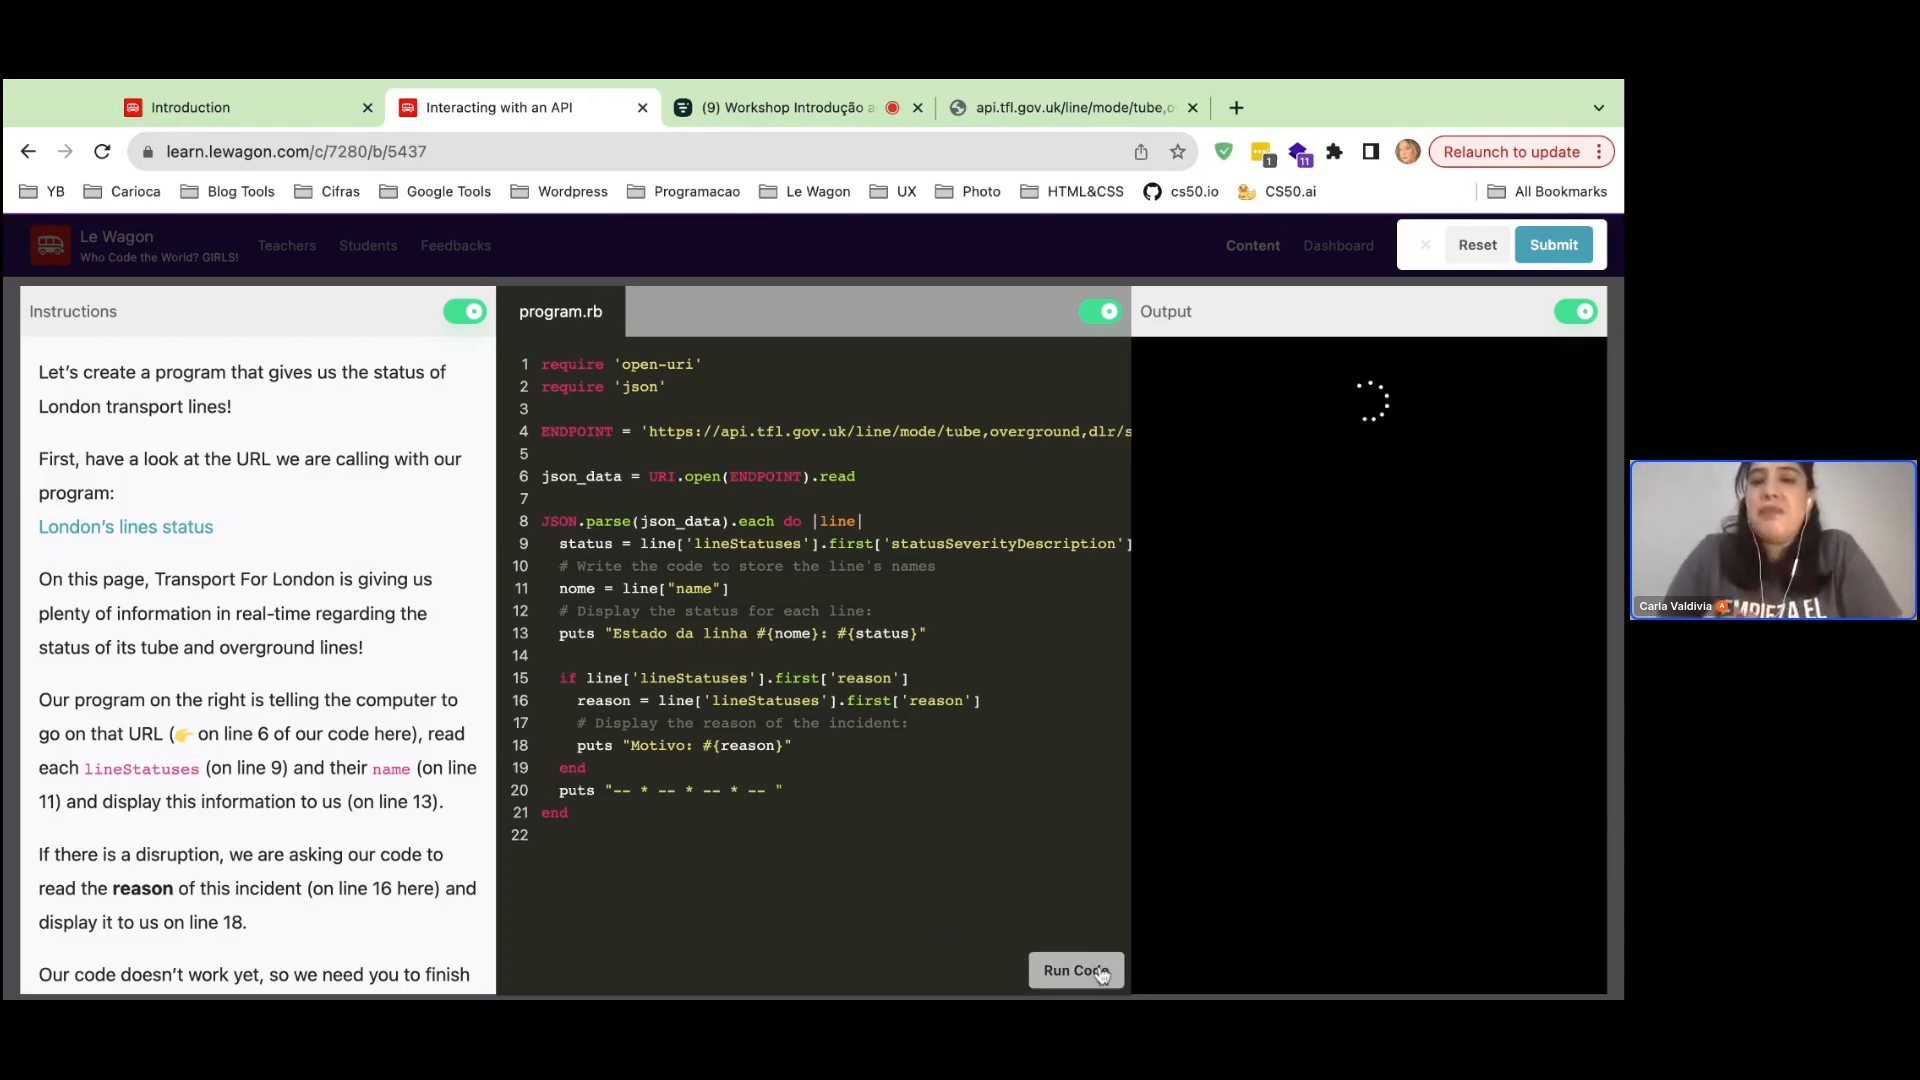 Introduction
Interacting with an API
(9) Workshop Introdução a
api.tfl.gov.uk/line/mode/tube,o
learn.lewagon.com/c/7280/b/5437
1
11
Relaunch to update
YB
Carioca
Blog Tools
Cifras
Google Tools
Wordpress
Programacao
Le Wagon
UX
Photo
HTML&CSS
cs50.io
CS50.ai
All Bookmarks
Le Wagon
Who Code the World? GIRLS!
Teachers
Students
Feedbacks
Content
Dashboard
Reset
Submit
Instructions
Let's create a program that gives us the status of
London transport lines!
First, have a look at the URL we are calling with our
program:
London's lines status
On this page, Transport For London is giving us
plenty of information in real-time regarding the
status of its tube and overground lines!
Our program on the right is telling the computer to
go on that URL (👉 on line 6 of our code here), read
each lineStatuses (on line 9) and their name (on line
11) and display this information to us (on line 13).
If there is a disruption, we are asking our code to
read the reason of this incident (on line 16 here) and
display it to us on line 18.
Our code doesn't work yet, so we need you to finish
program.rb
1 require 'open-uri'
2 require 'json'
3
4 ENDPOINT = 'https://api.tfl.gov.uk/line/mode/tube,overground,dlr/s
5
6 json_data = URI.open(ENDPOINT).read
7
8 JSON.parse(json_data).each do |line|
9 status = line['lineStatuses'].first['statusSeverityDescription']
10 # Write the code to store the line's names
11 nome = line["name"]
12 # Display the status for each line:
13 puts "Estado da linha #{nome}: #{status}"
14
15 if line['lineStatuses'].first['reason']
16 reason = line['lineStatuses'].first['reason']
17 # Display the reason of the incident:
18 puts "Motivo: #{reason}"
19 end
20 puts "-- * -- * -- * -- "
21 end
22
Run Code
Output
Carla Valdivia
EMPIEZA EL